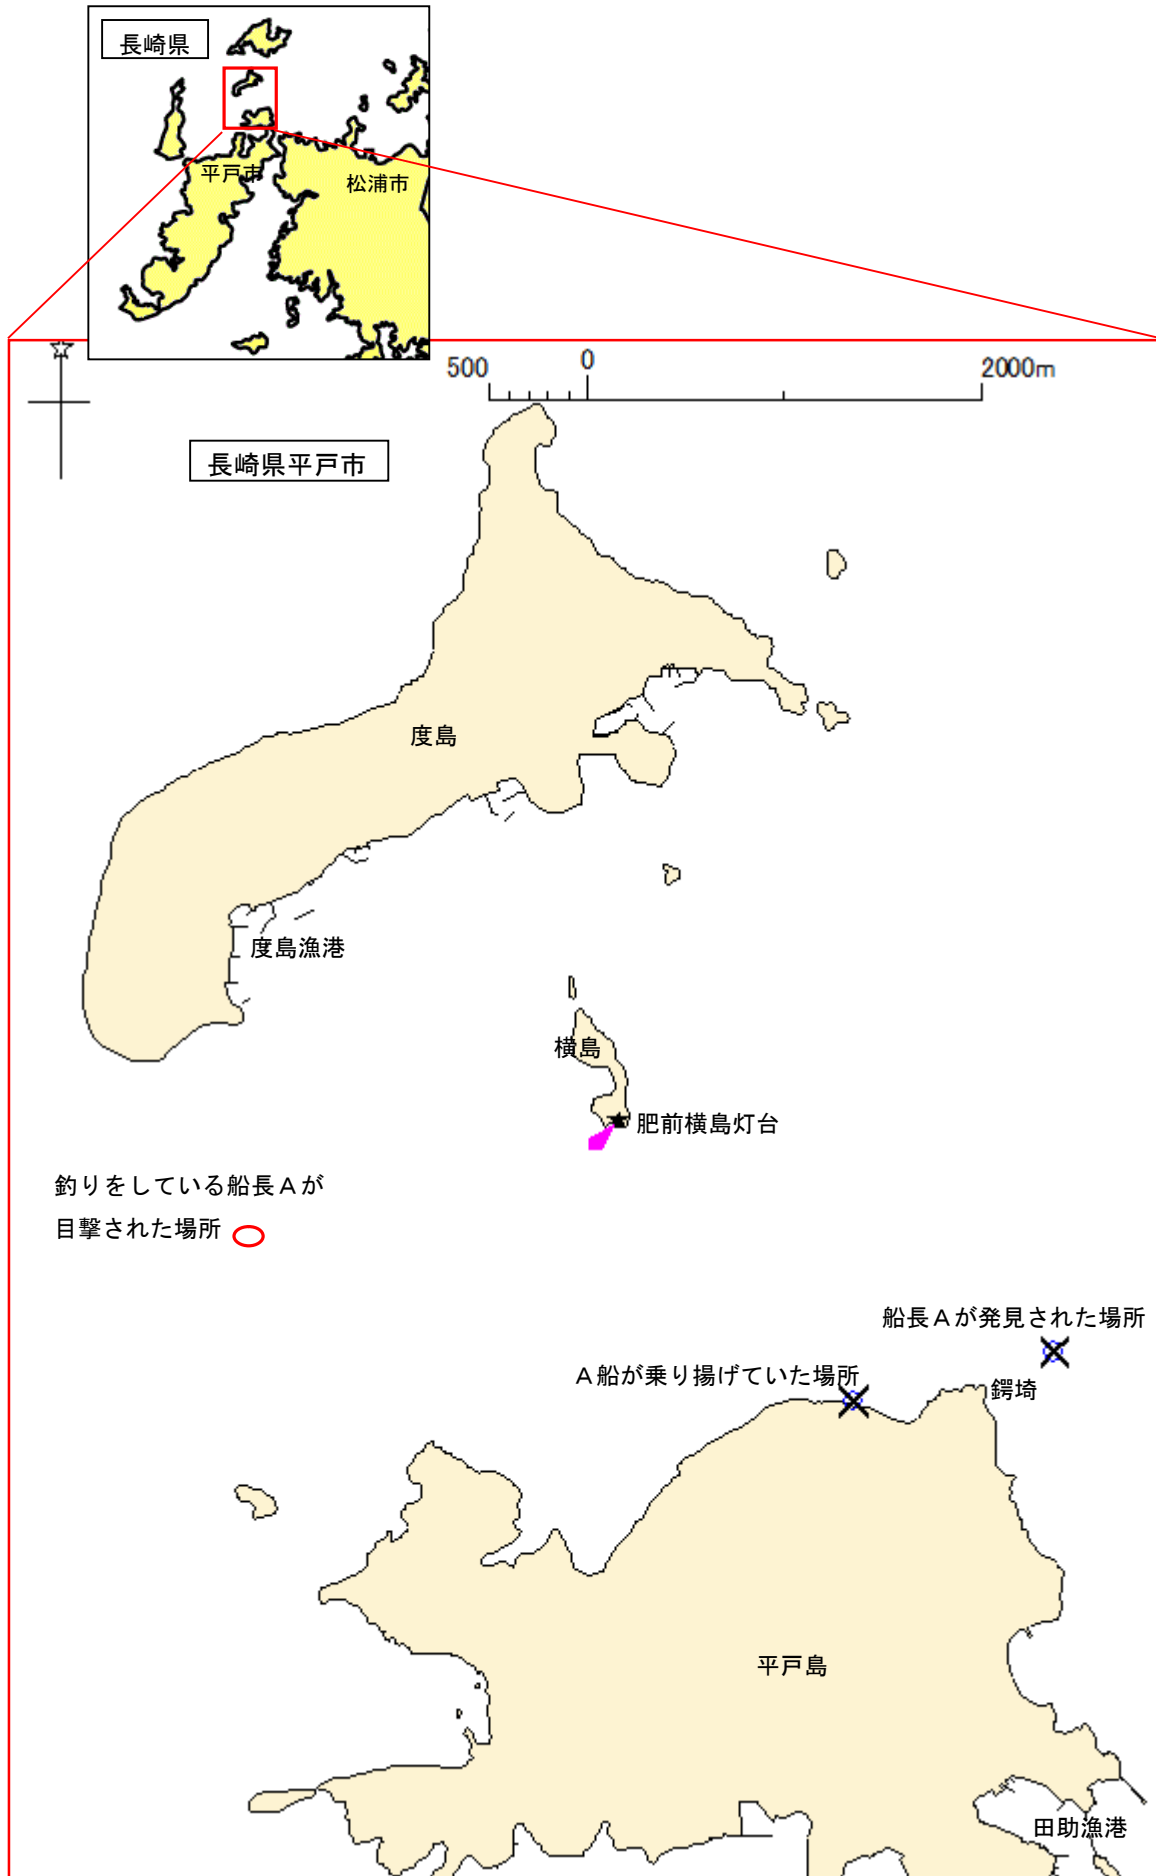 長崎県
平戸市
松浦市
500
0
2000m
長崎県平戸市
度島
度島漁港
横島
肥前横島灯台
釣りをしている船長Aが
目撃された場所
船長Aが発見された場所
A船が乗り揚げていた場所
鍔埼
平戸島
田助漁港